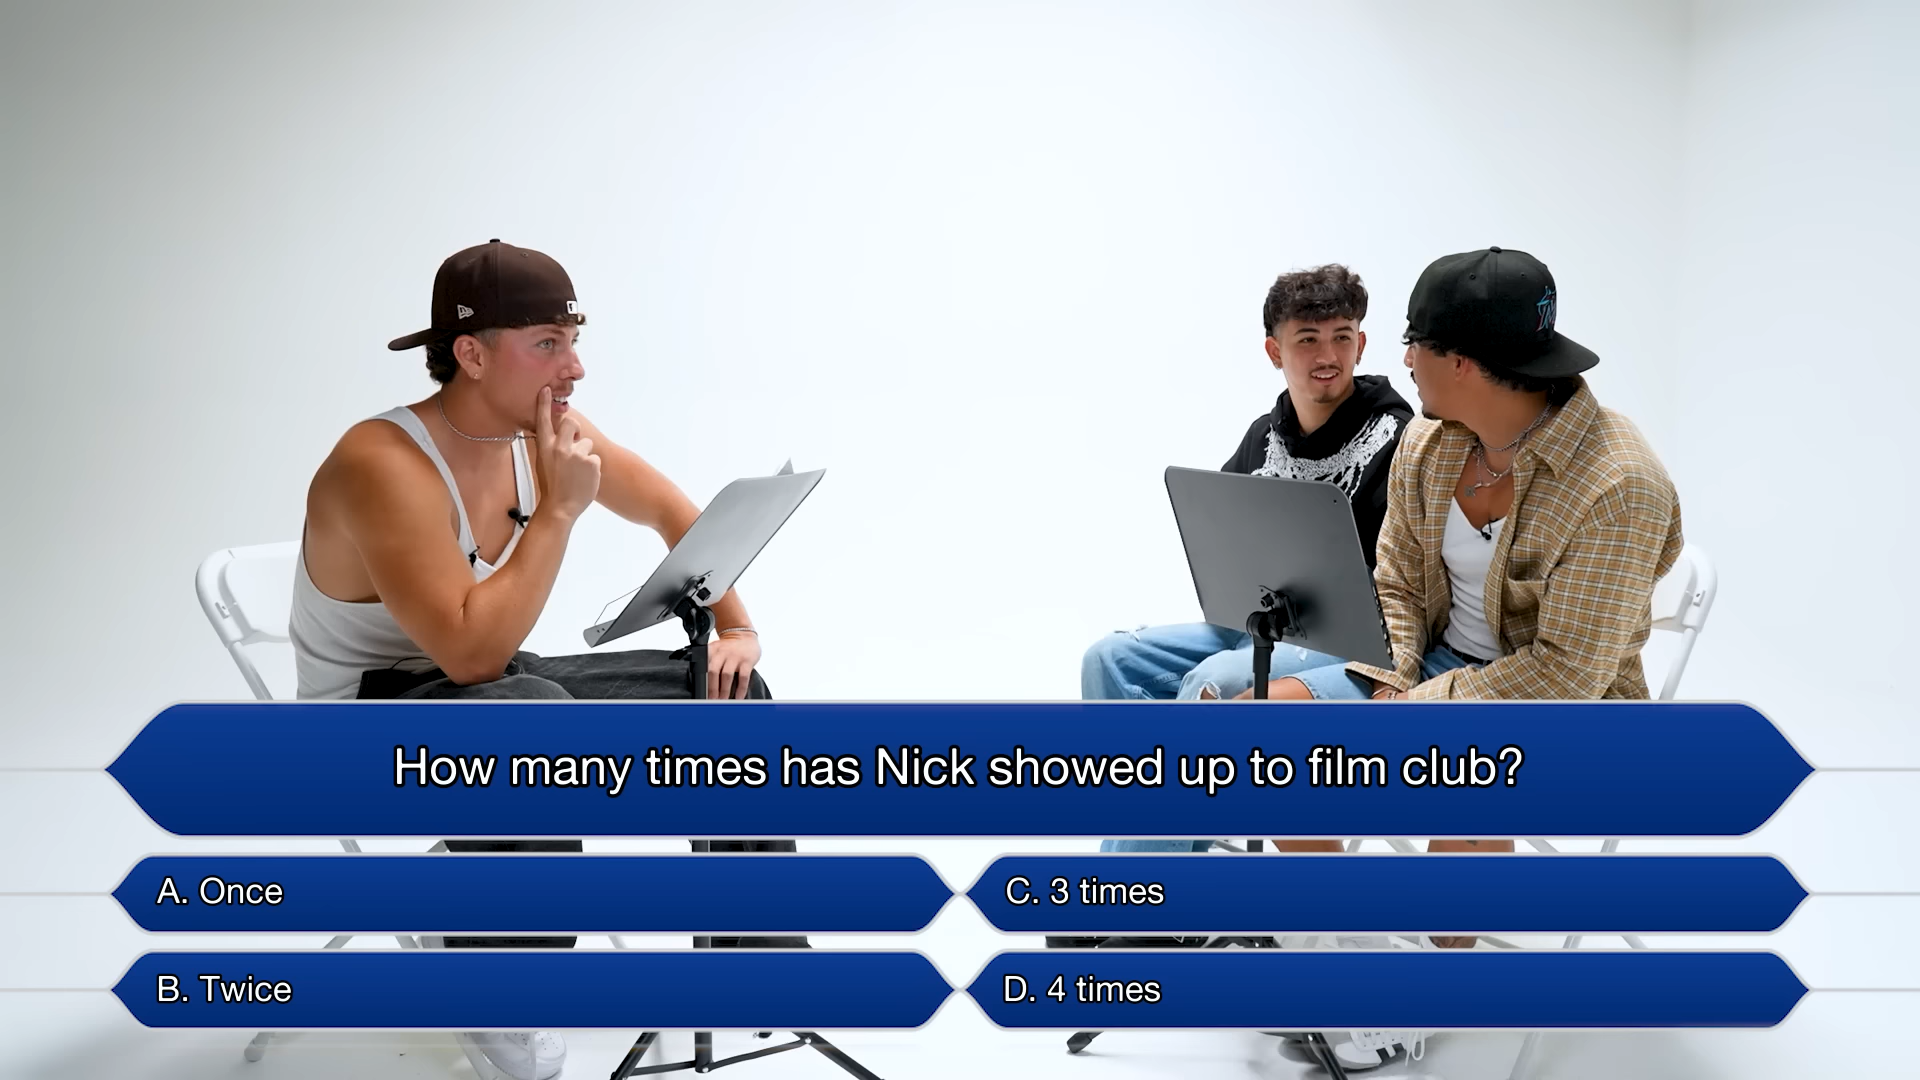 How many times has Nick showed up to film club?
A. Once
C. 3 times
B. Twice
D. 4 times